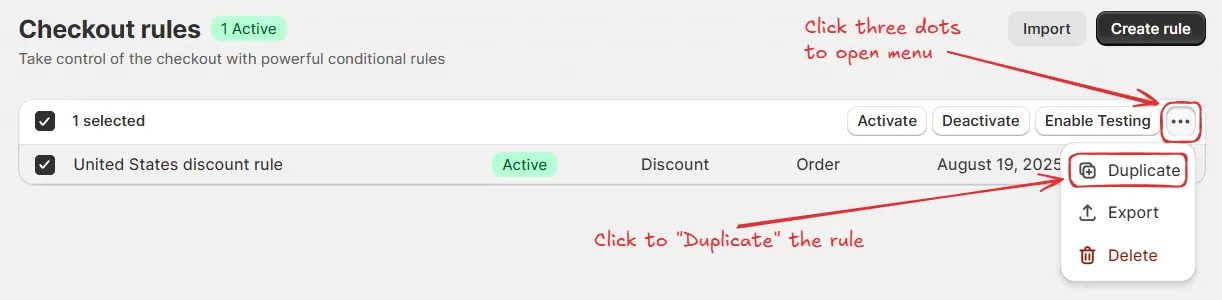 Checkout rules 1 Active
Click three dots
to open menu
Import Create rule
Take control of the checkout with powerful conditional rules
1 selected Activate Deactivate Enable Testing
United States discount rule Active Discount Order August 19, 2025
Duplicate
Click to "Duplicate" the rule
Export
Delete